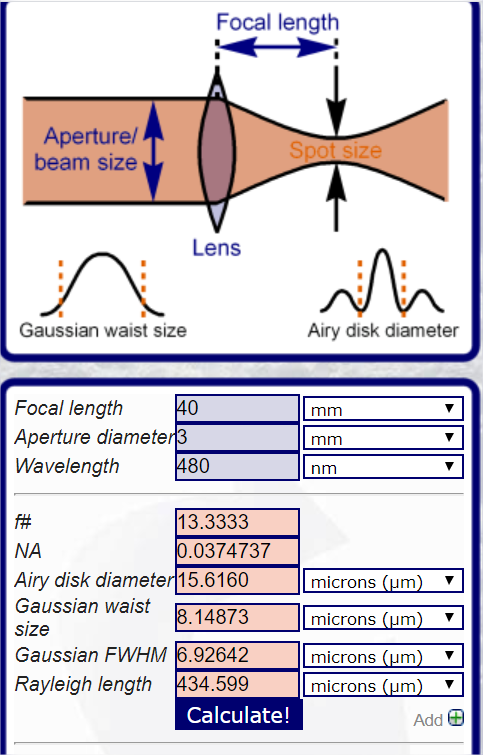 Focal length
Aperture/
beam size
Spot size
Lens
Gaussian waist size
Airy disk diameter
Focal length 40 mm
Aperture diameter 3 mm
Wavelength 480 nm
f# 13.3333
NA 0.0374737
Airy disk diameter 15.6160 microns (μm)
Gaussian waist
size 8.14873 microns (μm)
Gaussian FWHM 6.92642 microns (μm)
Rayleigh length 434.599 microns (μm)
Calculate!
Add